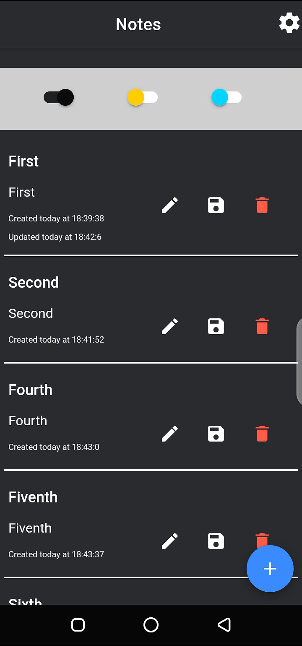 Notes
First
First
Created today at 18:39:38
Updated today at 18:42:6
Second
Second
Created today at 18:41:52
Fourth
Fourth
Created today at 18:43:0
Fiventh
Fiventh
Created today at 18:43:37
Sixth